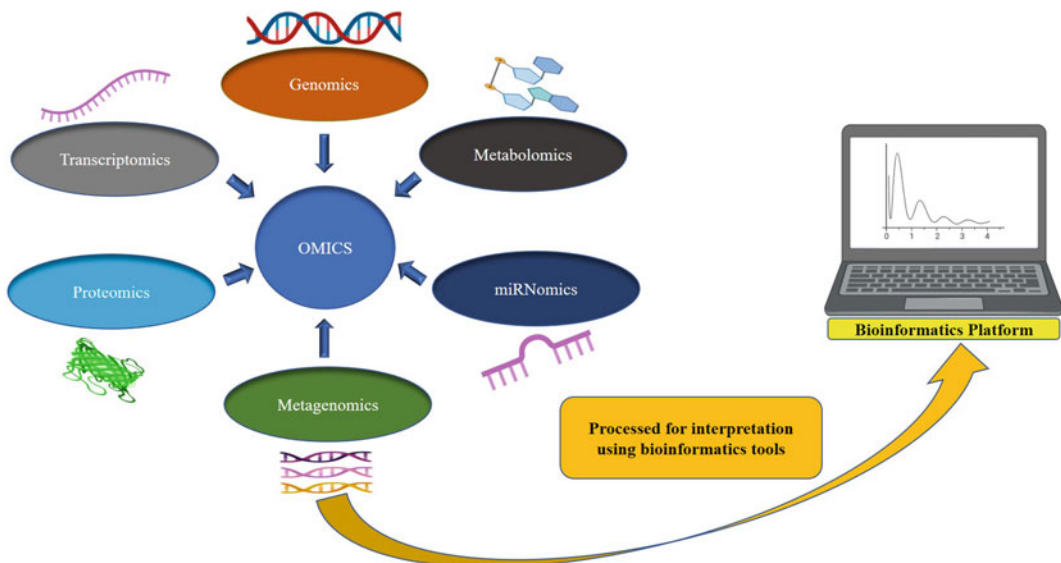 Genomics
Transcriptomics
Metabolomics
OMICS
Proteomics
miRNomics
Metagenomics
0 1 2 3 4
Bioinformatics Platform
Processed for interpretation
using bioinformatics tools